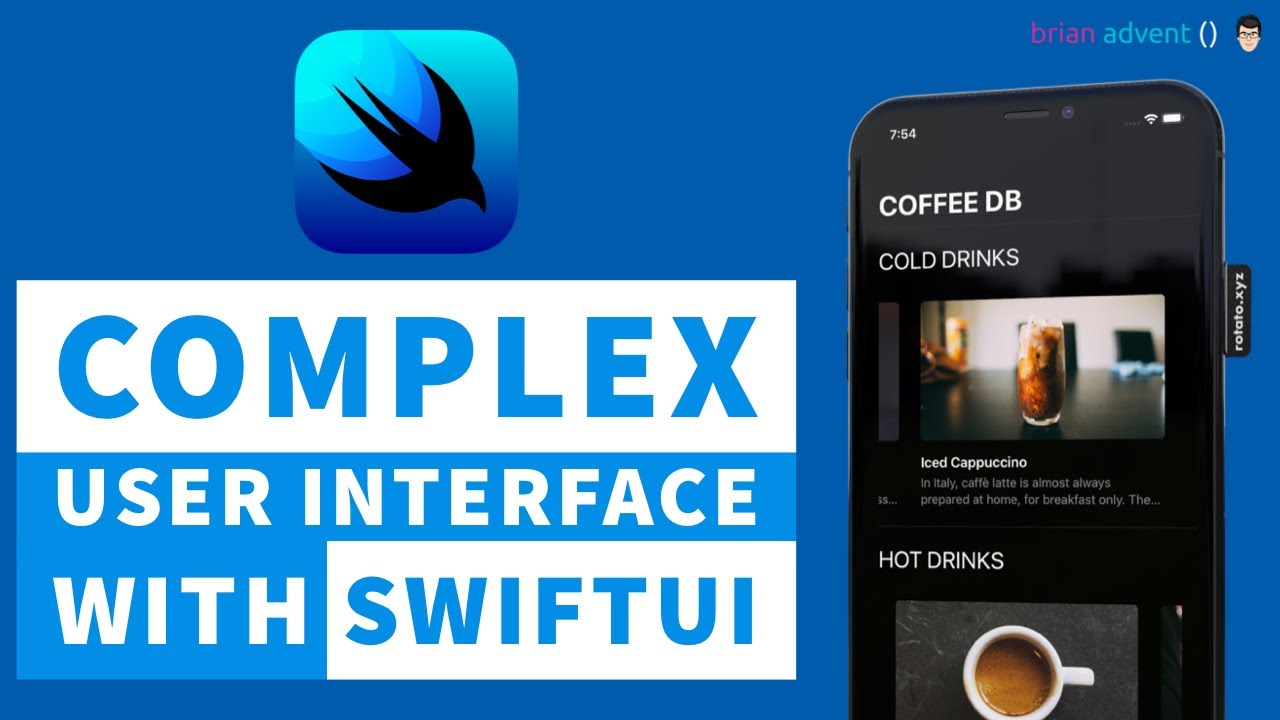 brian advent ()
COMPLEX
USER INTERFACE
WITH SWIFTUI
7:54
COFFEE DB
COLD DRINKS
Iced Cappuccino
In Italy, caffè latte is almost always
ss... prepared at home, for breakfast only. The...
HOT DRINKS
rotato.xyz